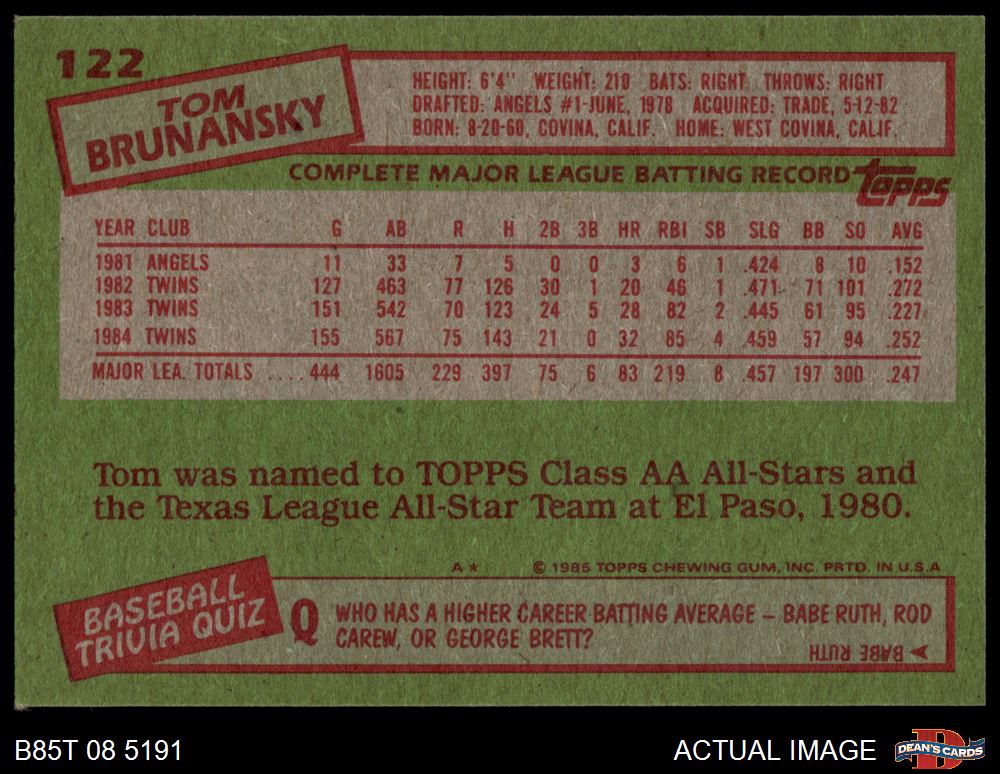 122
TOM
BRUNANSKY
HEIGHT: 6'4" WEIGHT: 210 BATS: RIGHT THROWS: RIGHT
DRAFTED: ANGELS #1-JUNE, 1978 ACQUIRED: TRADE, 5-12-82
BORN: 8-20-60, COVINA, CALIF. HOME: WEST COVINA, CALIF.
COMPLETE MAJOR LEAGUE BATTING RECORD topps
YEAR CLUB G AB R H 2B 3B HR RBI SB SLG BB SO AVG
1981 ANGELS 11 33 7 5 0 0 3 6 1 .424 8 10 .152
1982 TWINS 127 463 77 126 30 1 20 46 1 .471 71 101 .272
1983 TWINS 151 542 70 123 24 5 28 82 2 .445 61 95 .227
1984 TWINS 155 567 75 143 21 0 32 85 4 .459 57 94 .252
MAJOR LEA. TOTALS ....444 1605 229 397 75 6 83 219 8 .457 197 300 .247
Tom was named to TOPPS Class AA All-Stars and
the Texas League All-Star Team at El Paso, 1980.
A* © 1985 TOPPS CHEWING GUM, INC. PRTD. IN U.S.A
BASEBALL
TRIVIA QUIZ
Q WHO HAS A HIGHER CAREER BATTING AVERAGE – BABE RUTH, ROD
CAREW, OR GEORGE BRETT?
BABE RUTH
B85T 08 5191
ACTUAL IMAGE
DEAN'S CARDS